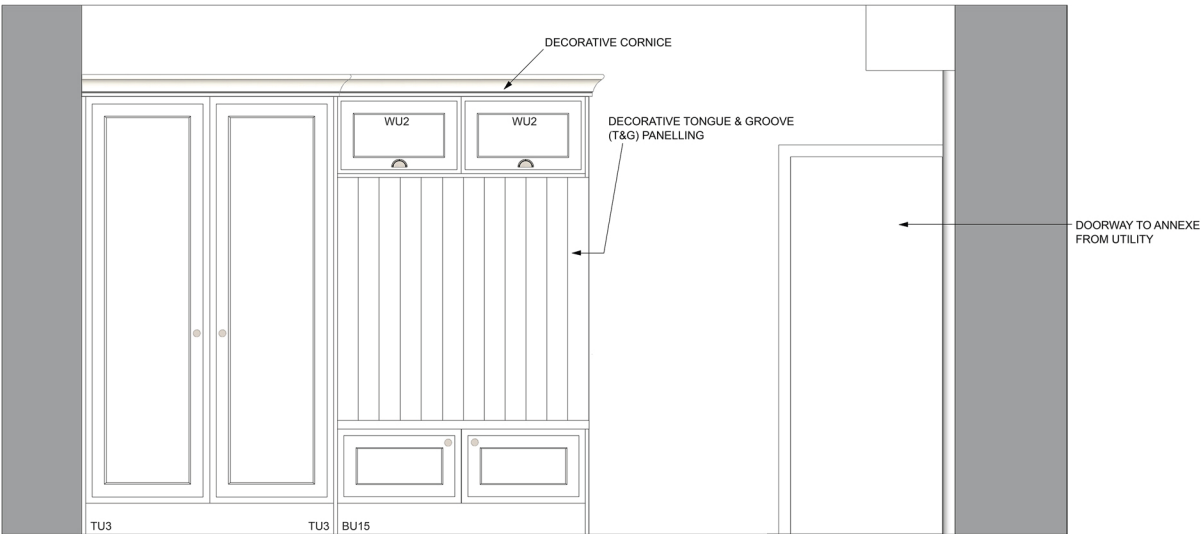 DECORATIVE CORNICE
WU2
WU2
DECORATIVE TONGUE & GROOVE
(T&G) PANELLING
DOORWAY TO ANNEXE
FROM UTILITY
TU3
TU3
BU15